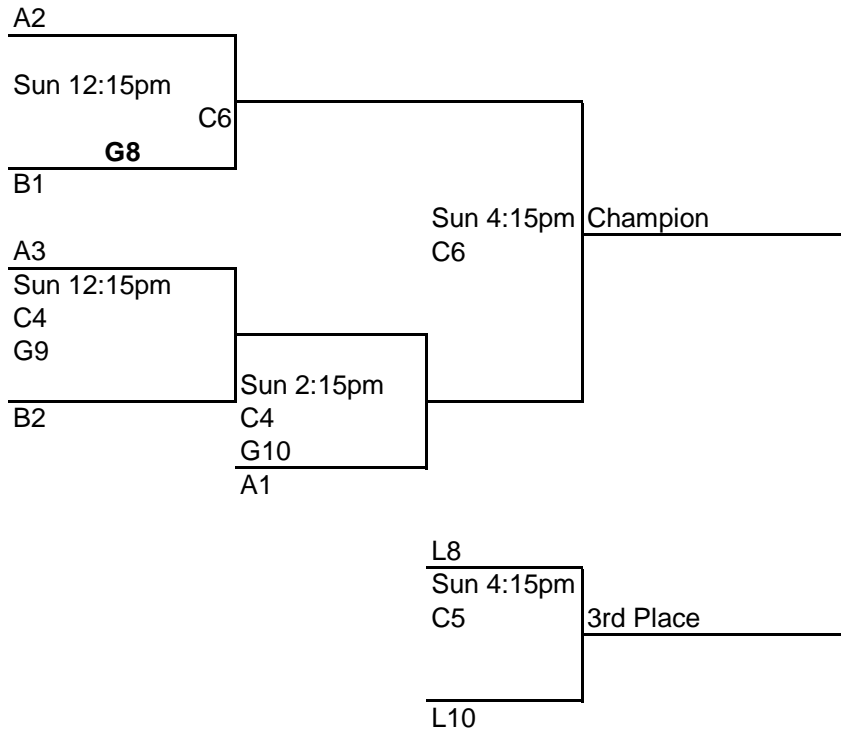 A2
Sun 12:15pm
C6
G8
B1
Sun 4:15pm Champion
C6
A3
Sun 12:15pm
C4
G9
B2
Sun 2:15pm
C4
G10
A1
L8
Sun 4:15pm
C5
3rd Place
L10